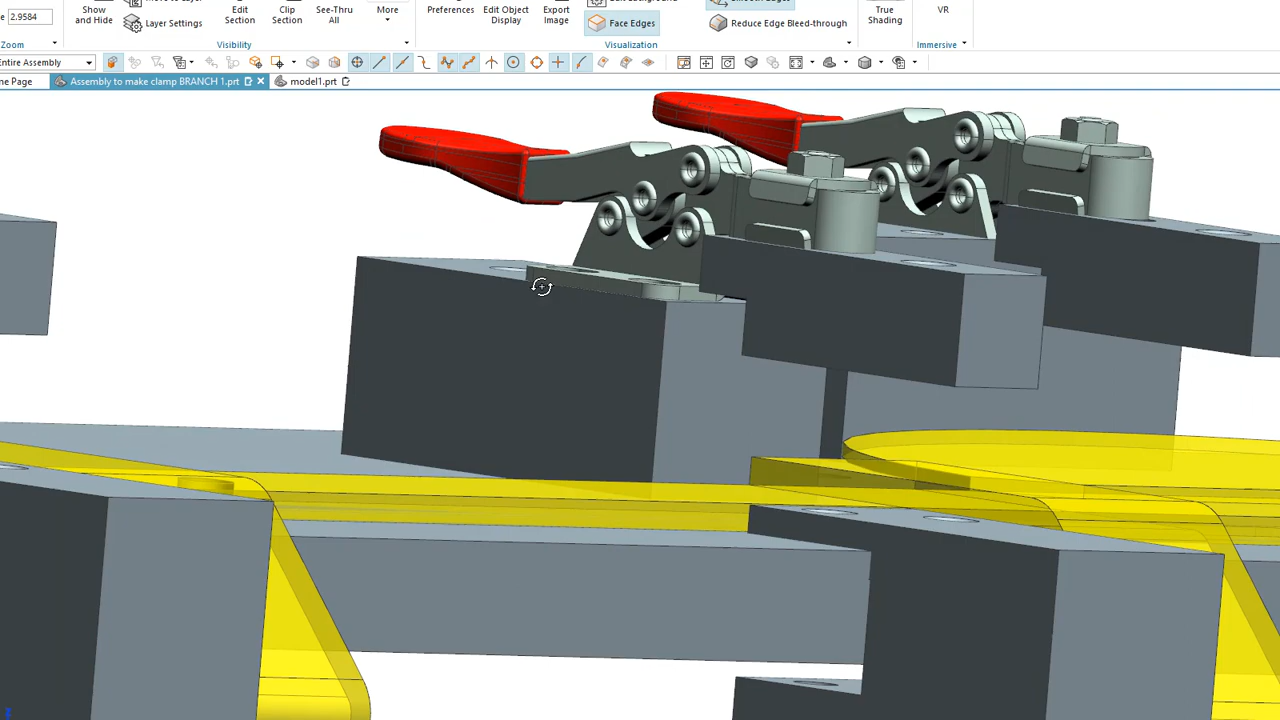 e 2.9584
Zoom
Show and Hide
Layer Settings
Edit Section
Clip Section
See-Thru All
More
Visibility
Preferences
Edit Object Display
Export Image
Face Edges
Reduce Edge Bleed-through
Visualization
True Shading
VR
Immersive
Entire Assembly
me Page
Assembly to make clamp BRANCH 1.prt
model1.prt